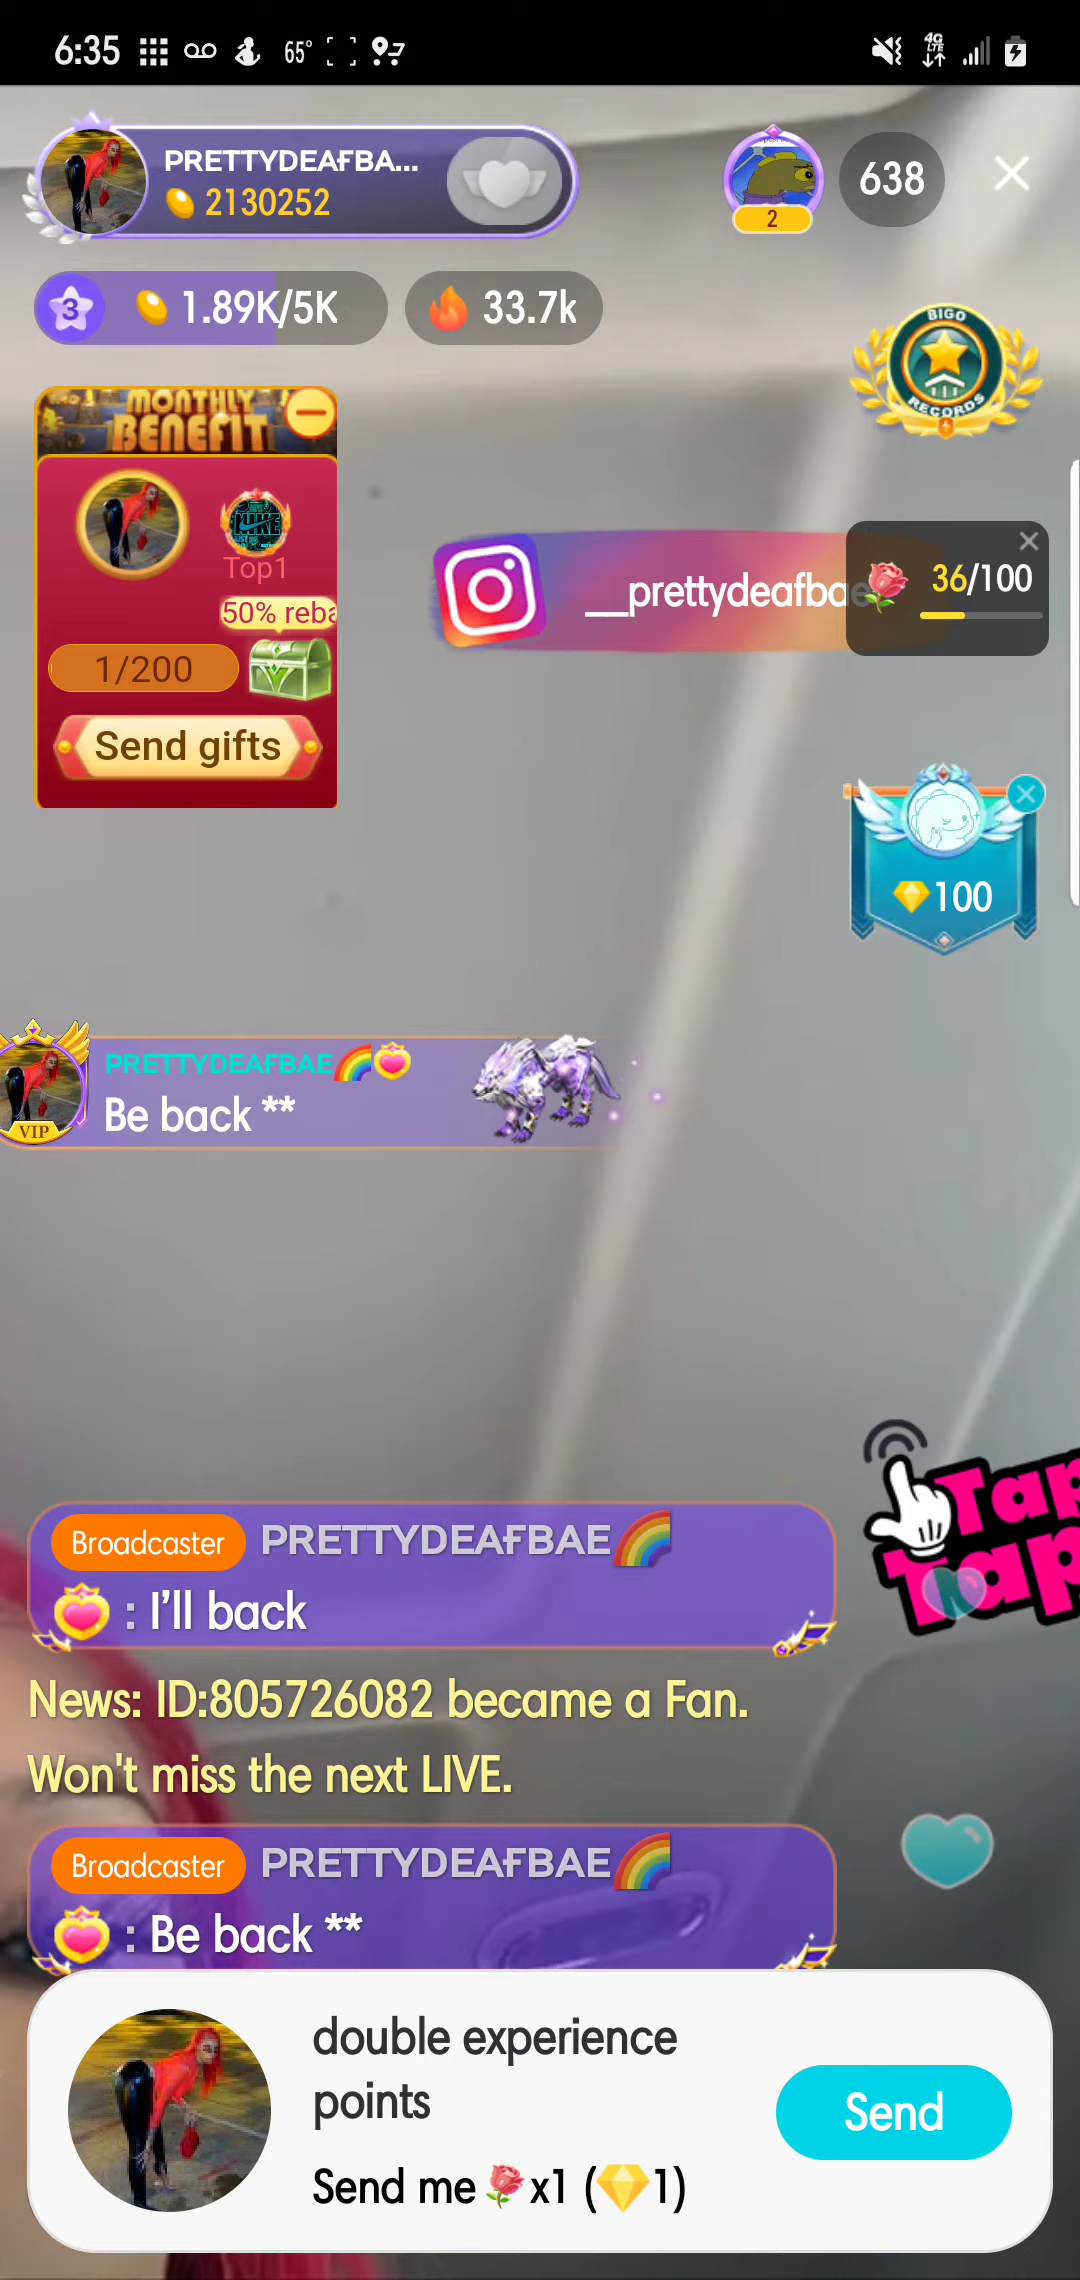 6:35
65°
4G
LTE
PRETTYDEAFBA...
2130252
2
638
3
1.89K/5K
33.7k
BIGO
RECORDS
MONTHLY
BENEFIT
NIKE
Top1
50% reba
1/200
Send gifts
__prettydeafbae
36/100
100
PRETTYDEAFBAE🌈
Be back **
VIP
Tap
Tap
Broadcaster PRETTYDEAFBAE🌈
: I'll back
News: ID:805726082 became a Fan.
Won't miss the next LIVE.
Broadcaster PRETTYDEAFBAE🌈
: Be back **
double experience
points
Send me🌹x1 (💎1)
Send